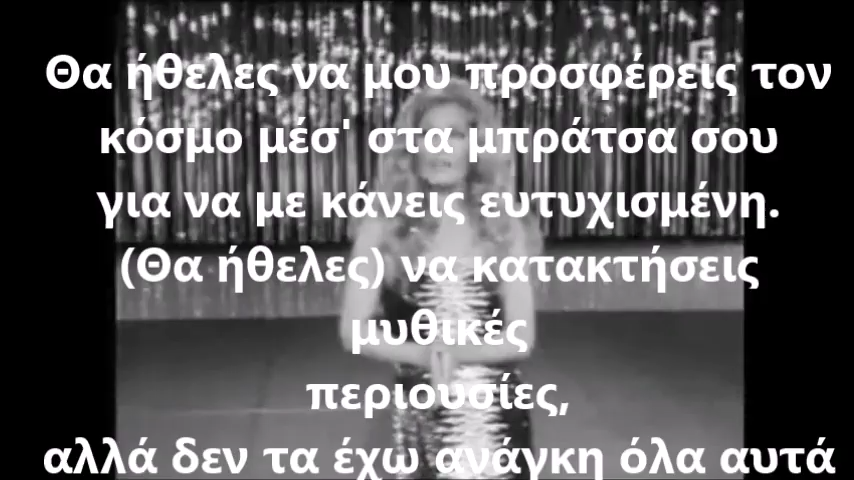 Θα ήθελες να μου προσφέρεις τον
κόσμο μέσ' στα μπράτσα σου
για να με κάνεις ευτυχισμένη.
(Θα ήθελες) να κατακτήσεις
μυθικές
περιουσίες,
αλλά δεν τα έχω ανάγκη όλα αυτά